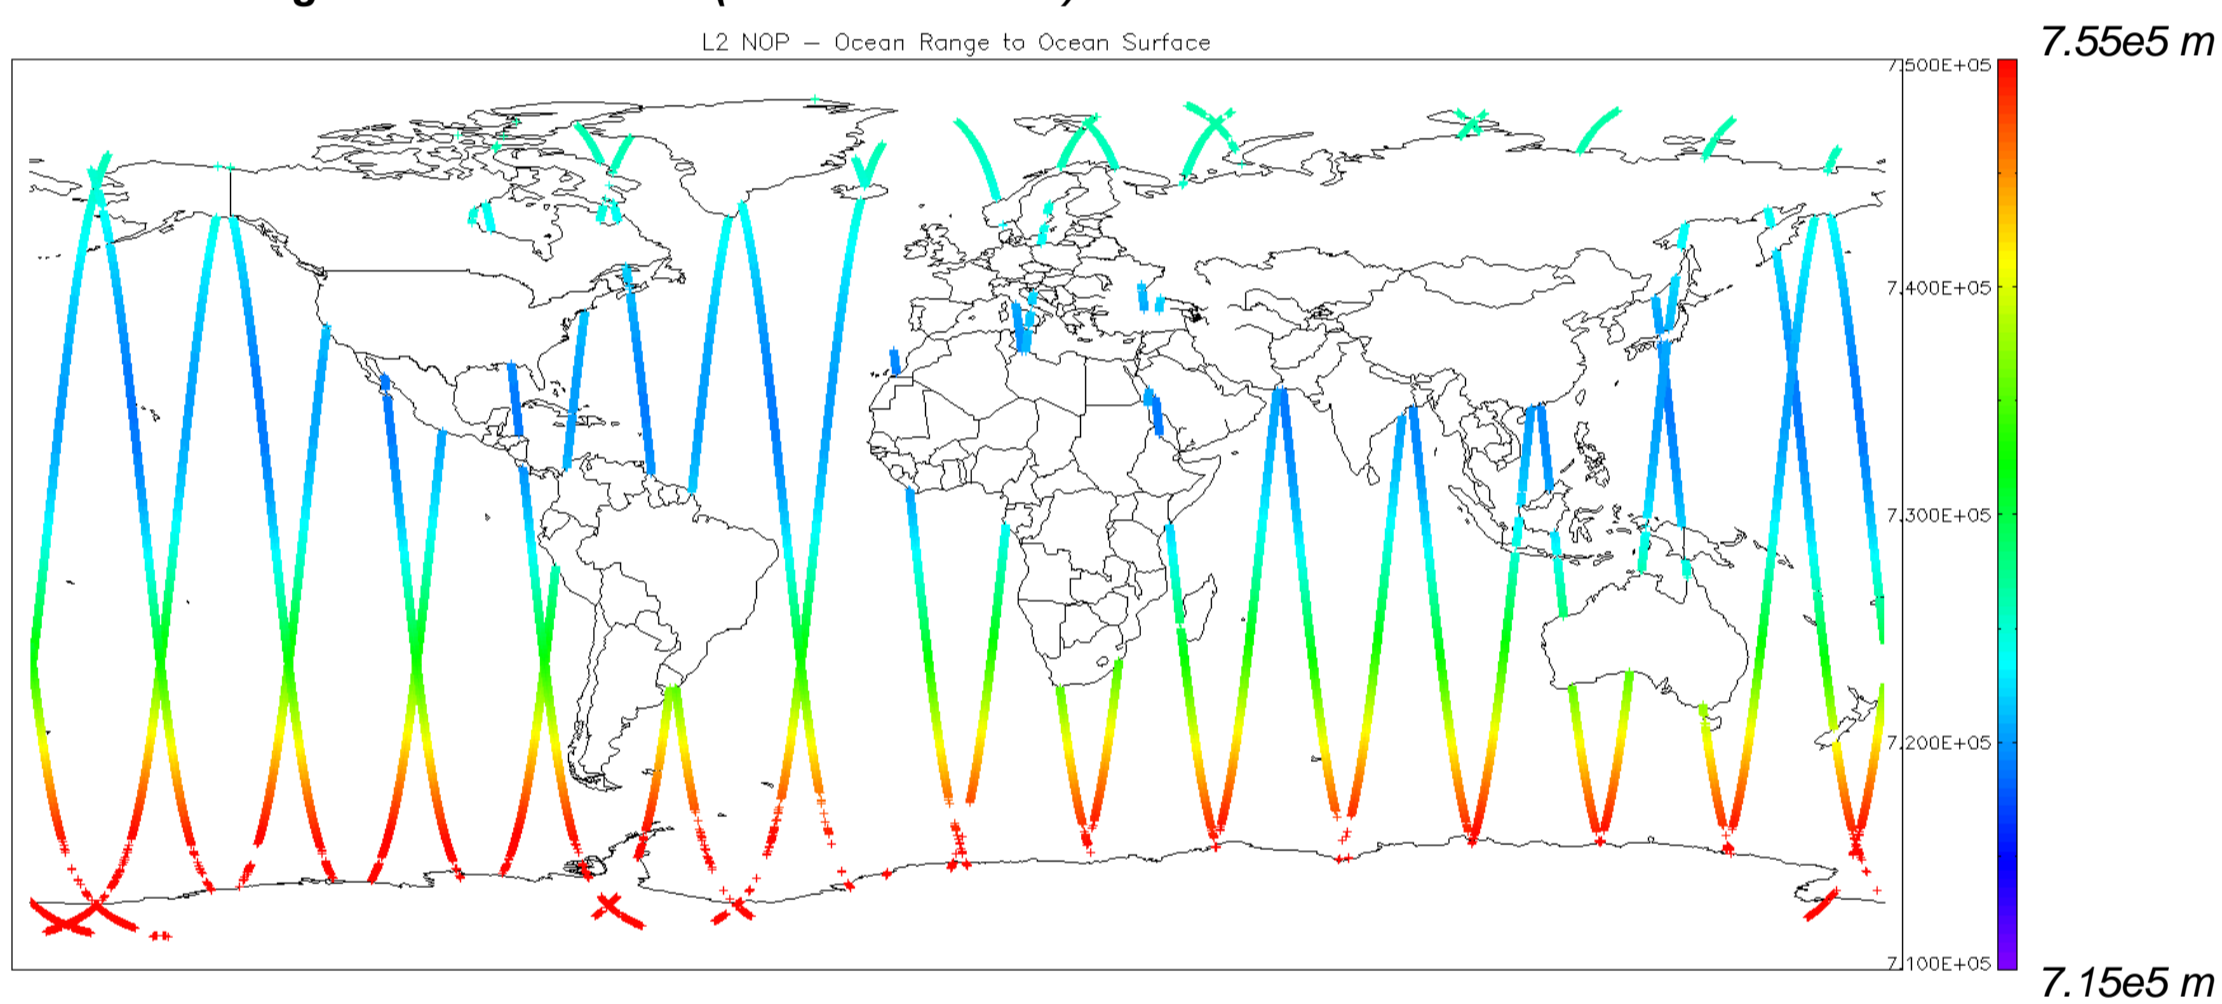 L2 NOP – Ocean Range to Ocean Surface
7.55e5 m
7.500E+05
7.400E+05
7.300E+05
7.200E+05
7.100E+05
7.15e5 m